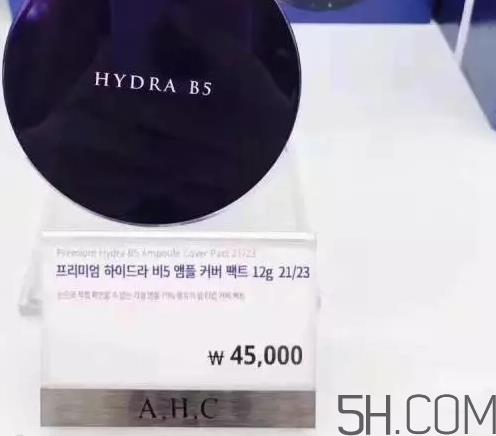 HYDRA B5
Premium Hydra B5 Ampoule Cover Pact 21/23
프리미엄 하이드라 비5 앰플 커버 팩트 12g 21/23
₩ 45,000
A.H.C
5H.COM